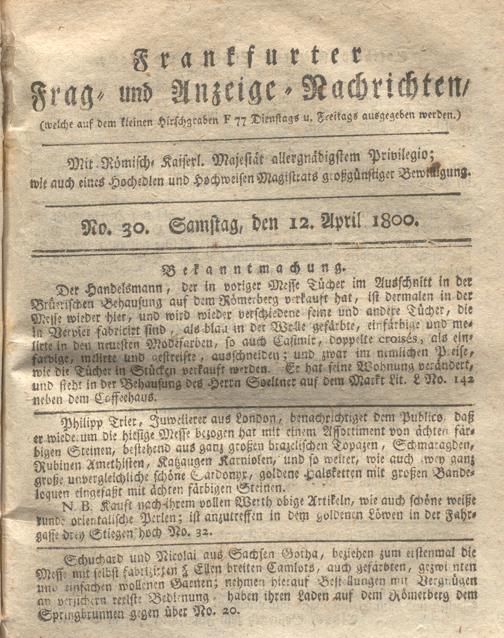 Frankfurter
Frag- und Anzeige-Nachrichten,
(welche auf dem kleinen Hirschgraben F 77 Dienstags u. Freitags ausgegeben werden.)
Mit Römisch Kaiserl. Majestät allergnädigstem Privilegio;
wie auch eines Hochedlen und Hochweisen Magistrats großgünstiger Bewilligung.
No. 30. Samstag, den 12. April 1800.
Bekanntmachung.
Der Handelsmann, der in voriger Messe Tücher im Ausschnitt in der
Behausung auf dem Römerberg verkauft hat, ist dermalen in der
Messe wieder hier, und wird wieder verschiedene feine und andere Tücher, die
in Vervier fabricirt sind, als blau in der Wolle gefärbte, einfärbige und me-
lirte in den neuesten Modefarben, so auch Casimir, doppelte croisés, als ein-
färbige, melirte und gestreifte, ausschneiden; und zwar im nemlichen Preise,
wie die Tücher in Stücken verkauft werden. Er hat seine Wohnung verändert,
und steht in der Behausung des Herrn Soeltner auf dem Markt Lit. L No. 142
neben dem Coffeehaus.
Philipp Trier, Juwelierer aus London, benachrichtiget dem Publico, daß
er wiederum die hiesige Messe bezogen hat mit einem Assortiment von ächten fär-
bigen Steinen, bestehend aus ganz großen brazelischen Topazen, Schmaragden,
Rubinen Amethisten, Katzaugen Karniolen, und so weiter, wie auch zwey ganz
große unvergleichliche schöne Cardonyx, goldene Halsketten mit großen Bande-
loquen eingefaßt mit ächten färbigen Steinen.
N. B. Kauft nach ihrem vollen Werth obige Artikeln, wie auch schöne weiße
runde orientalische Perlen; ist anzutreffen in dem goldenen Löwen in der Fahr-
gasse drey Stiegen hoch No. 32.
Schuchard und Nicolai aus Sachsen Gotha, beziehen zum erstenmal die
Messe mit selbst fabrizirten Ellen breiten Camlots, auch gefärbten, gezwirnten
und einfachen wollenen Garnen; nehmen hierauf Bestellungen mit Vergnügen
an versichern reelste Bedienung, haben ihren Laden auf dem Römerberg dem
Springbrunnen gegen über No. 20.